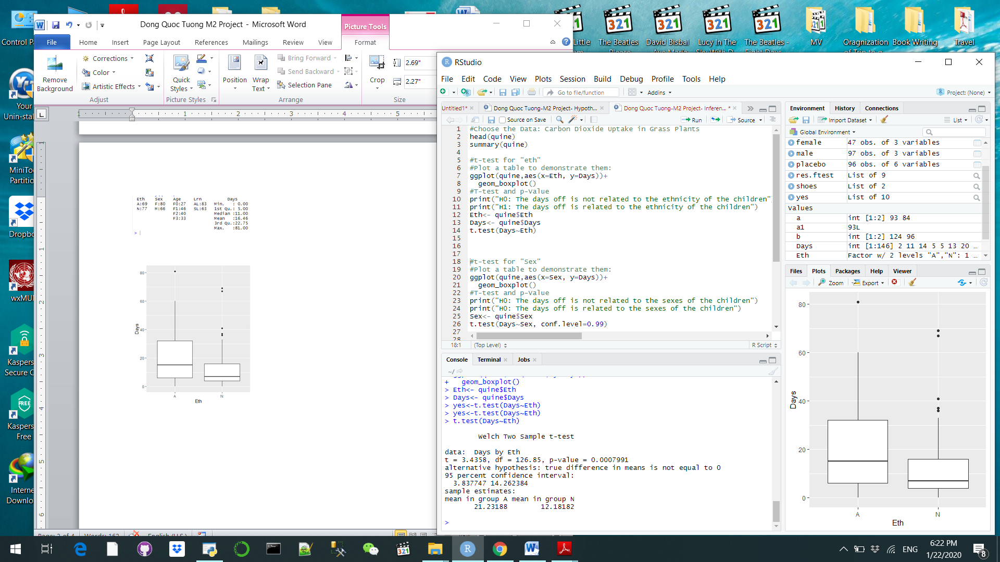 Dong Quoc Tuong M2 Project - Microsoft Word
Picture Tools
File Home Insert Page Layout References Mailings Review View Format
Remove Background
Corrections
Color
Artistic Effects
Adjust
Quick Styles
Picture Styles
Position
Wrap Text
Bring Forward
Send Backward
Selection Pane
Arrange
Crop
2.69"
2.27"
Size
Eth Sex Age Lrn Days
A:69 F:80 F0:27 AL:83 Min. : 0.00
N:77 M:66 F1:46 SL:63 1st Qu.: 5.00
F2:40 Median :11.00
F3:33 Mean :16.46
3rd Qu.:22.75
Max. :81.00
>
80
60
40
20
0
Days
A N
Eth
Page: 2 of 4 Words: 162 English (U.S.)
Control P
Your
Unin-stal
MiniToo
Partitio
Dropbo
wxMU
Kaspers
Secure C
Kaspers
Free
FREE
Interne
Downlo
Little
The Beatles
Please
David Bisbal
Ave Maria
Lucy In The
Sky With D
The Beatles -
Eight Days
MV
Oragnization
of Trip to
Book Writing
Travel
321
321
321
321
RStudio
File Edit Code View Plots Session Build Debug Profile Tools Help
Go to file/function
Addins
Project: (None)
Untitled1*
Dong Quoc Tuong-M2 Project- Hypoth...
Dong Quoc Tuong-M2 Project- Inferen... *
Source on Save
Run
Source
1 #Choose the Data: Carbon Dioxide Uptake in Grass Plants
2 head(quine)
3 summary(quine)
4
5 #t-test for "eth"
6 #Plot a table to demonstrate them:
7 ggplot(quine,aes(x=Eth, y=Days))+
8 geom_boxplot()
9 #T-test and p-Value
10 print("H0: The days off is not related to the ethnicity of the children"
11 print("H1: The days off is related to the ethnicity of the children")
12 Eth<- quine$Eth
13 Days<- quine$Days
14 t.test(Days~Eth)
15
16
17
18 #t-test for "Sex"
19 #Plot a table to demonstrate them:
20 ggplot(quine,aes(x=Sex, y=Days))+
21 geom_boxplot()
22 #T-test and p-Value
23 print("H0: The days off is not related to the sexes of the children")
24 print("H0: The days off is related to the sexes of the children")
25 Sex<- quine$Sex
26 t.test(Days~Sex, conf.level=0.99)
27
28
18:1 (Top Level) R Script
Console Terminal Jobs
~/
+ geom_boxplot()
> Eth<- quine$Eth
> Days<- quine$Days
> yes<-t.test(Days~Eth)
> yes<-t.test(Days~Eth)
> t.test(Days~Eth)
Welch Two Sample t-test
data: Days by Eth
t = 3.4358, df = 126.85, p-value = 0.0007991
alternative hypothesis: true difference in means is not equal to 0
95 percent confidence interval:
3.837747 14.262384
sample estimates:
mean in group A mean in group N
21.23188 12.18182
>
Environment History Connections
Import Dataset
List
Global Environment
female 47 obs. of 3 variables
male 97 obs. of 3 variables
placebo 96 obs. of 6 variables
res.ftest List of 9
shoes List of 2
yes List of 10
Values
a int [1:2] 93 84
a1 93L
b int [1:2] 124 96
Days int [1:146] 2 11 14 5 5 13 20 ...
Eth Factor w/ 2 levels "A","N": 1 ...
Files Plots Packages Help Viewer
Zoom Export
80
60
40
20
0
Days
A N
Eth
ENG
6:22 PM
1/22/2020
8